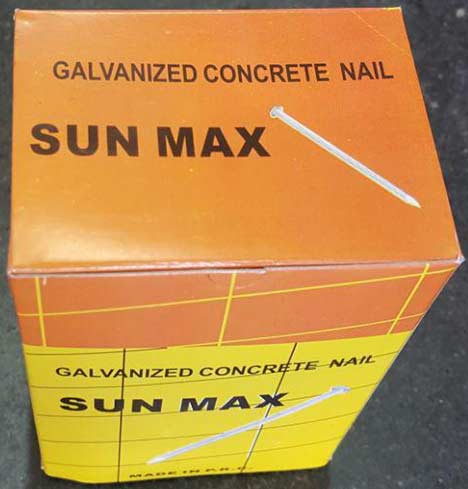 GALVANIZED CONCRETE NAIL
SUN MAX
GALVANIZED CONCRETE NAIL
SUN MAX
MADE IN P.R.C.